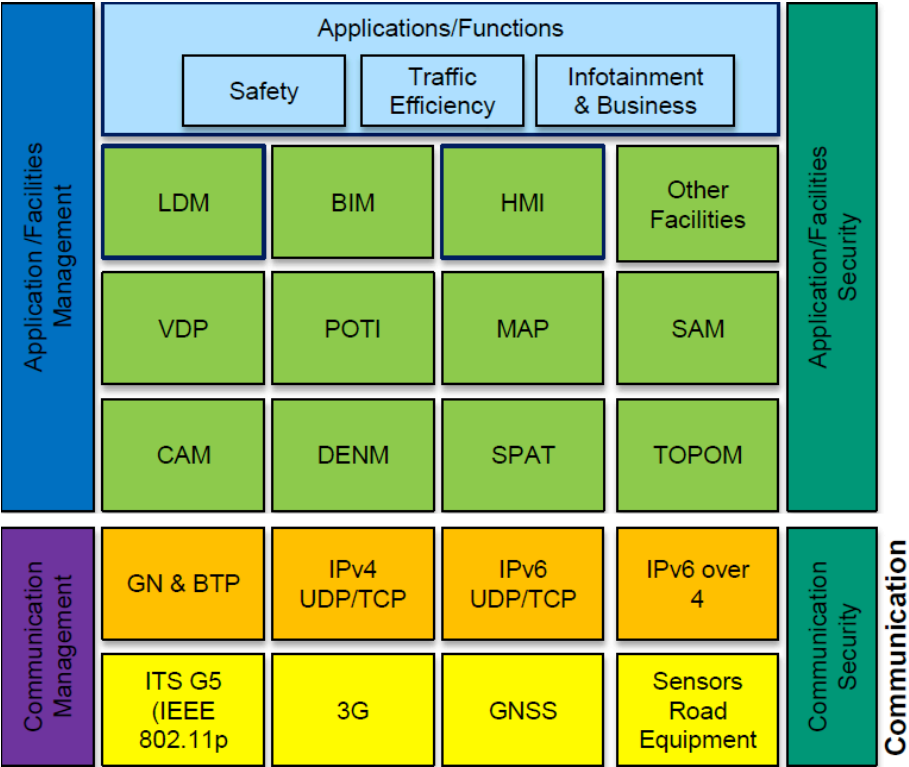 Applications/Functions
Safety
Traffic
Efficiency
Infotainment
& Business
Application /Facilities
Management
LDM
BIM
HMI
Other
Facilities
VDP
POTI
MAP
SAM
CAM
DENM
SPAT
TOPOM
Application/Facilities
Security
Communication
Management
GN & BTP
IPv4
UDP/TCP
IPv6
UDP/TCP
IPv6 over
4
ITS G5
(IEEE
802.11p
3G
GNSS
Sensors
Road
Equipment
Communication
Security
Communication